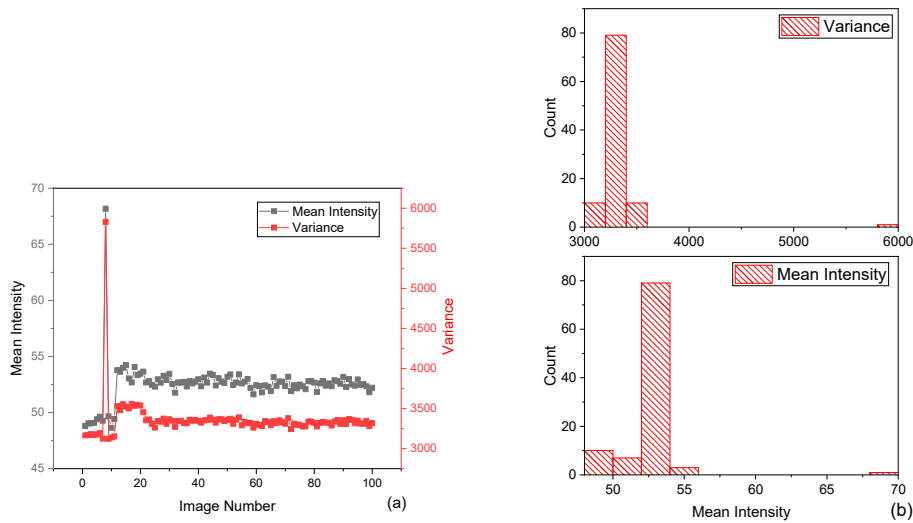 70
65
60
55
50
45
Mean Intensity
0 20 40 60 80 100
Image Number
Mean Intensity
Variance
6000
5500
5000
4500
4000
3500
3000
Variance
(a)
80
60
40
20
0
Count
Variance
3000 4000 5000 6000
80
60
40
20
0
Count
Mean Intensity
50 55 60 65 70
Mean Intensity
(b)